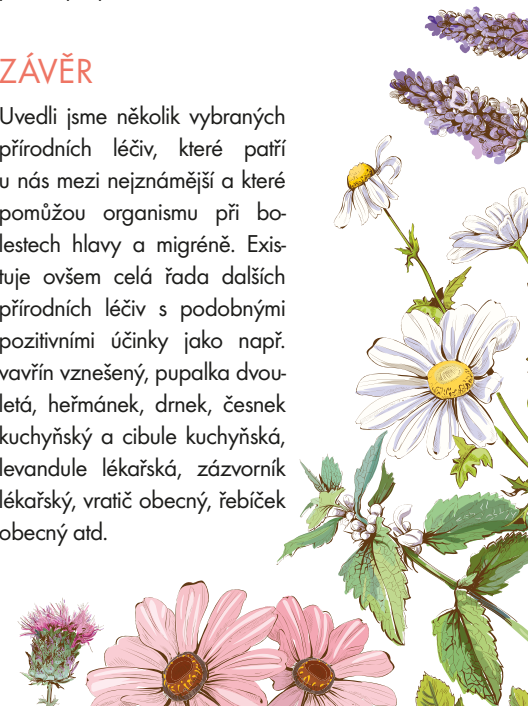 ZÁVĚR
Uvedli jsme několik vybraných
přírodních léčiv, které patří
u nás mezi nejznámější a které
pomůžou organismu při bo-
lestech hlavy a migréně. Exis-
tuje ovšem celá řada dalších
přírodních léčiv s podobnými
pozitivními účinky jako např.
vavřín vznešený, pupalka dvou-
letá, heřmánek, drnek, česnek
kuchyňský a cibule kuchyňská,
levandule lékařská, zázvorník
lékařský, vratič obecný, řebíček
obecný atd.